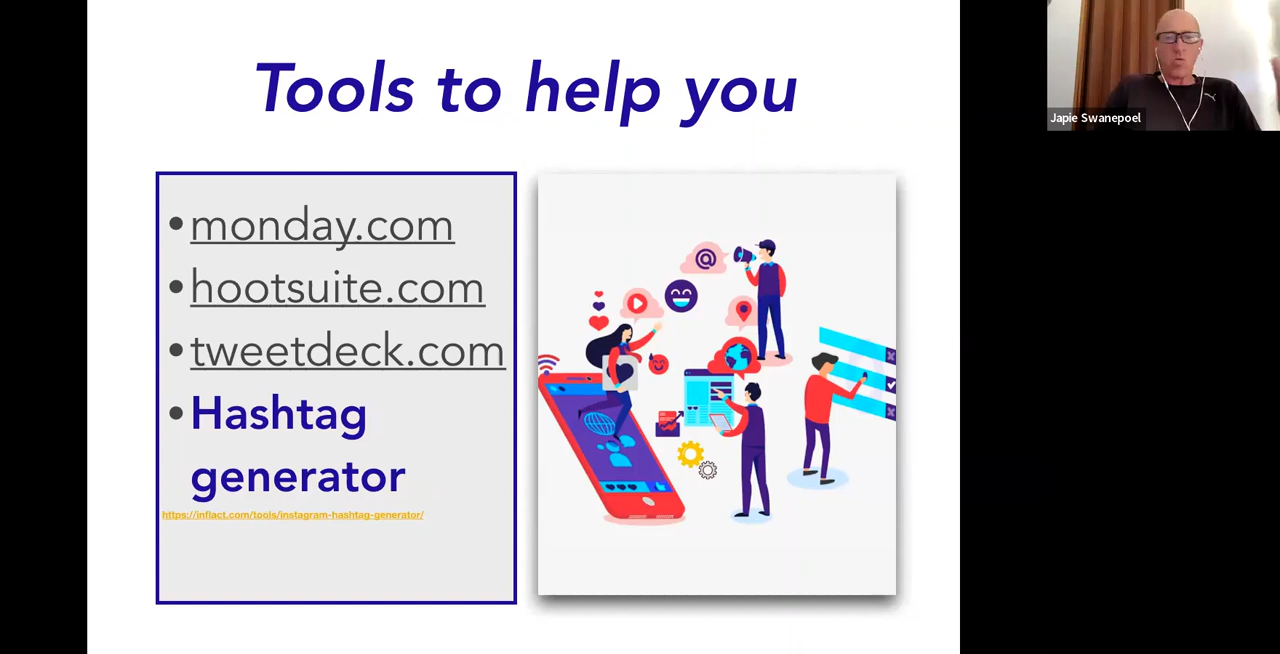 Tools to help you
•monday.com
•hootsuite.com
•tweetdeck.com
•Hashtag
generator
https://inflact.com/tools/instagram-hashtag-generator/
@
Japie Swanepoel